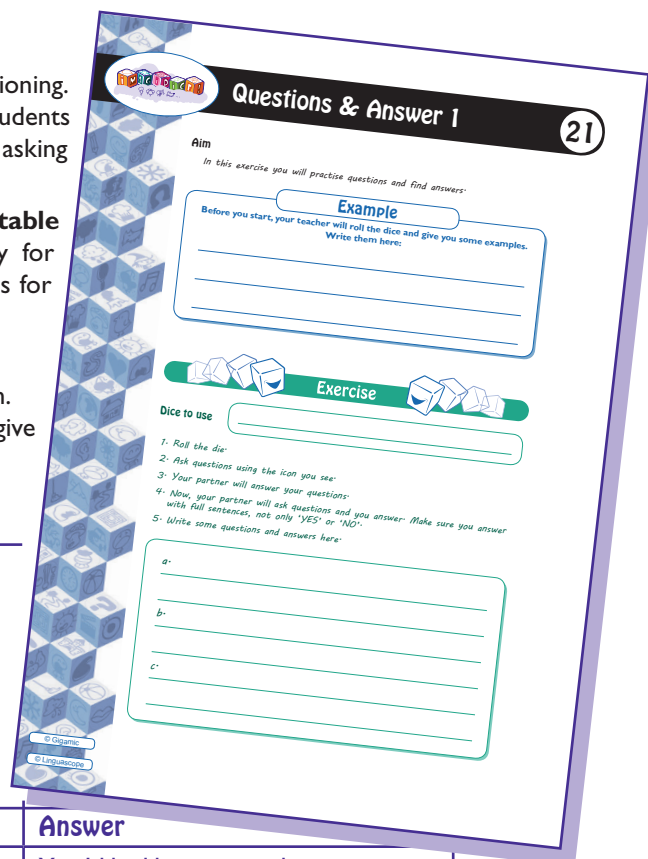 ioning.
udents
asking
table
y for
s for
n.
give
Questions & Answer 1
21
Aim
In this exercise you will practise questions and find answers.
Example
Before you start, your teacher will roll the dice and give you some examples.
Write them here:
Exercise
Dice to use
1. Roll the die.
2. Ask questions using the icon you see.
3. Your partner will answer your questions.
4. Now, your partner will ask questions and you answer. Make sure you answer
with full sentences, not only 'YES' or 'NO'.
5. Write some questions and answers here.
a.
b.
c.
© Gigamic
© Linguascope
Answer